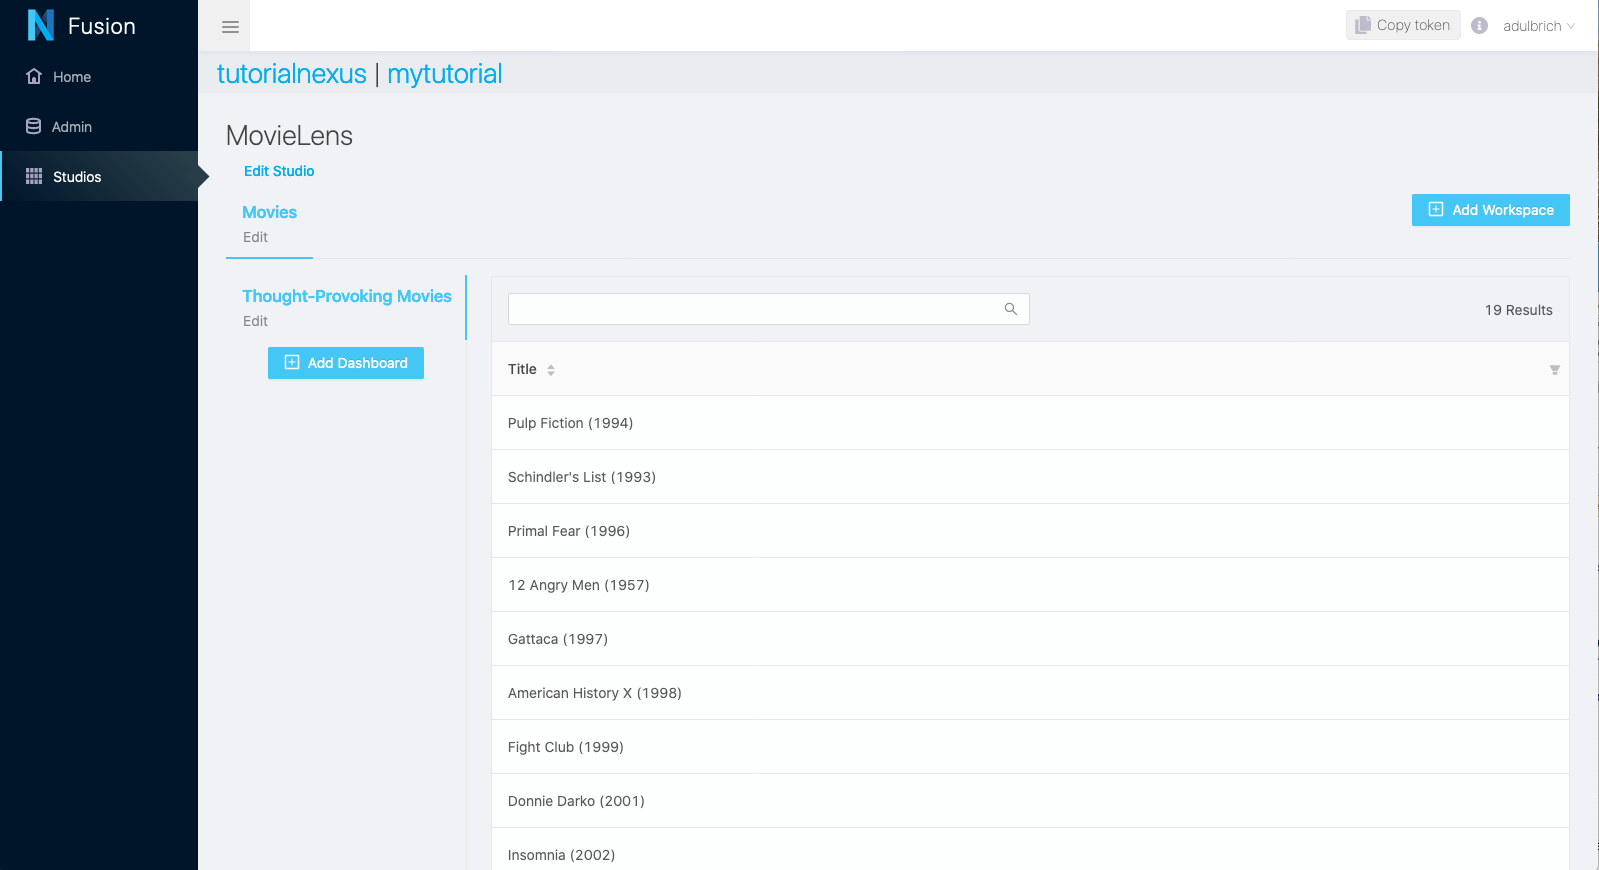 Fusion
Copy token
adulbrich
Home
Admin
Studios
tutorialnexus | mytutorial
MovieLens
Edit Studio
Movies
Edit
Add Workspace
Thought-Provoking Movies
Edit
Add Dashboard
19 Results
Title
Pulp Fiction (1994)
Schindler's List (1993)
Primal Fear (1996)
12 Angry Men (1957)
Gattaca (1997)
American History X (1998)
Fight Club (1999)
Donnie Darko (2001)
Insomnia (2002)